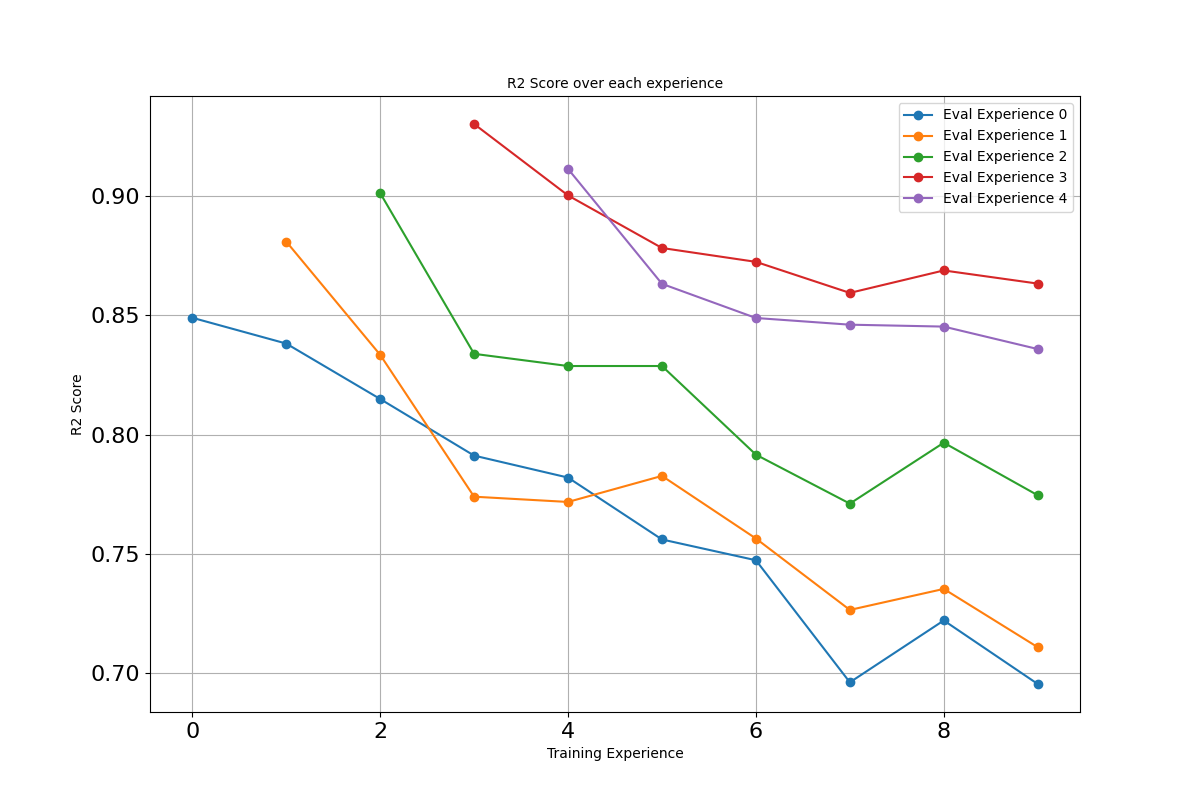 R2 Score over each experience
Eval Experience 0
Eval Experience 1
Eval Experience 2
Eval Experience 3
Eval Experience 4
0.90
0.85
0.80
0.75
0.70
R2 Score
0 2 4 6 8
Training Experience